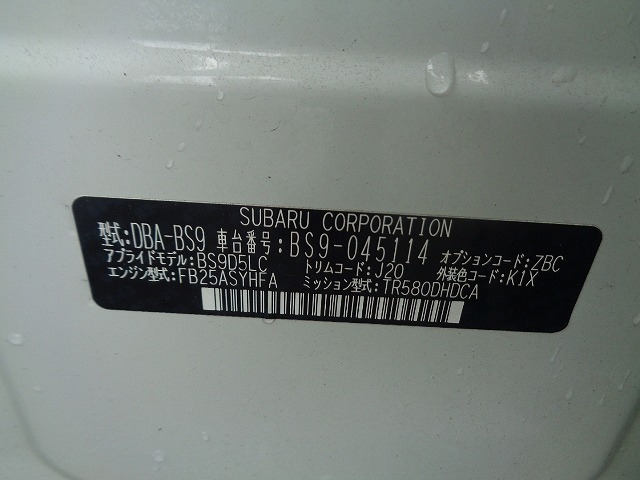 SUBARU CORPORATION
型式:DBA-BS9 車台番号:BS9-045114 オプションコード:ZBC
アプライドモデル:BS9D5LC トリムコード:J20 外装色コード:K1X
エンジン型式:FB25ASYHFA ミッション型式:TR580DHDCA